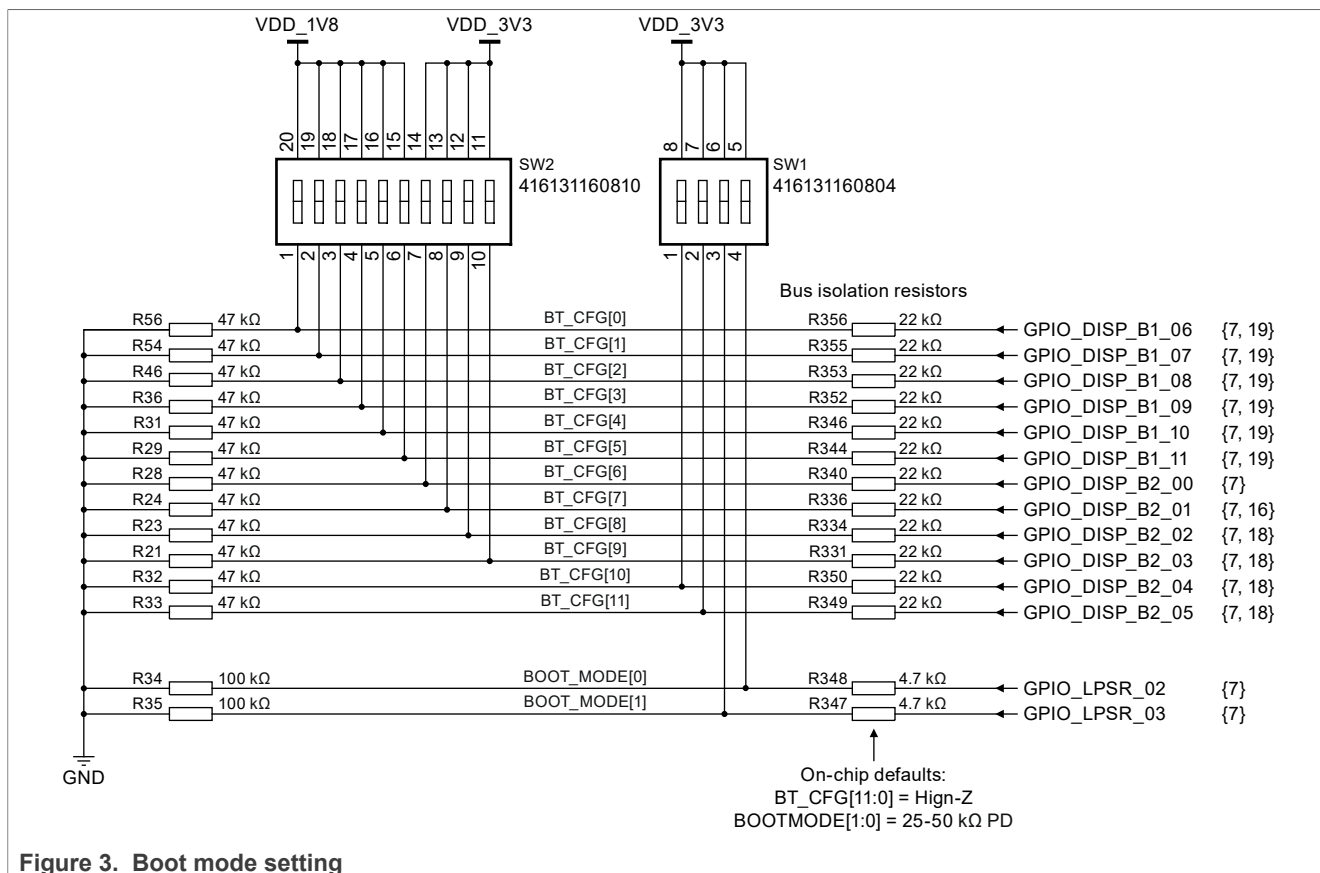 VDD_1V8 VDD_3V3 VDD_3V3
20 19 18 17 16 15 14 13 12 11 8 7 6 5
SW2 SW1
416131160810 416131160804
1 2 3 4 5 6 7 8 9 10 1 2 3 4
Bus isolation resistors
R56 47 kΩ BT_CFG[0] R356 22 kΩ GPIO_DISP_B1_06 {7, 19}
R54 47 kΩ BT_CFG[1] R355 22 kΩ GPIO_DISP_B1_07 {7, 19}
R46 47 kΩ BT_CFG[2] R353 22 kΩ GPIO_DISP_B1_08 {7, 19}
R36 47 kΩ BT_CFG[3] R352 22 kΩ GPIO_DISP_B1_09 {7, 19}
R31 47 kΩ BT_CFG[4] R346 22 kΩ GPIO_DISP_B1_10 {7, 19}
R29 47 kΩ BT_CFG[5] R344 22 kΩ GPIO_DISP_B1_11 {7, 19}
R28 47 kΩ BT_CFG[6] R340 22 kΩ GPIO_DISP_B2_00 {7}
R24 47 kΩ BT_CFG[7] R336 22 kΩ GPIO_DISP_B2_01 {7, 16}
R23 47 kΩ BT_CFG[8] R334 22 kΩ GPIO_DISP_B2_02 {7, 18}
R21 47 kΩ BT_CFG[9] R331 22 kΩ GPIO_DISP_B2_03 {7, 18}
R32 47 kΩ BT_CFG[10] R350 22 kΩ GPIO_DISP_B2_04 {7, 18}
R33 47 kΩ BT_CFG[11] R349 22 kΩ GPIO_DISP_B2_05 {7, 18}
R34 100 kΩ BOOT_MODE[0] R348 4.7 kΩ GPIO_LPSR_02 {7}
R35 100 kΩ BOOT_MODE[1] R347 4.7 kΩ GPIO_LPSR_03 {7}
GND
On-chip defaults:
BT_CFG[11:0] = Hign-Z
BOOTMODE[1:0] = 25-50 kΩ PD
Figure 3. Boot mode setting